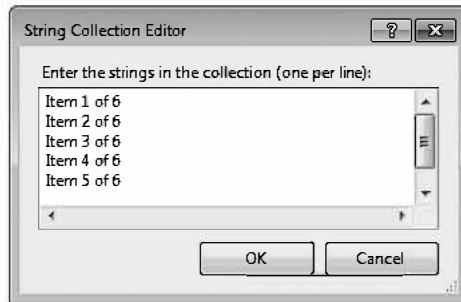 String Collection Editor
?
Enter the strings in the collection (one per line):
Item 1 of 6
Item 2 of 6
Item 3 of 6
Item 4 of 6
Item 5 of 6
OK Cancel